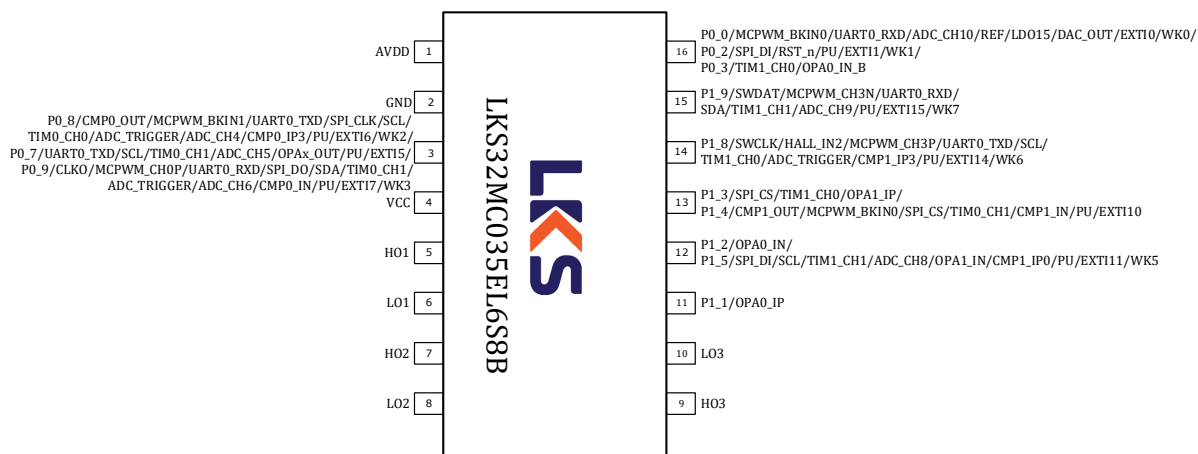 AVDD 1
GND 2
P0_8/CMP0_OUT/MCPWM_BKIN1/UART0_TXD/SPI_CLK/SCL/
TIM0_CH0/ADC_TRIGGER/ADC_CH4/CMP0_IP3/PU/EXTI6/WK2/
P0_7/UART0_TXD/SCL/TIM0_CH1/ADC_CH5/OPAx_OUT/PU/EXTI5/ 3
P0_9/CLKO/MCPWM_CH0P/UART0_RXD/SPI_DO/SDA/TIM0_CH1/
ADC_TRIGGER/ADC_CH6/CMP0_IN/PU/EXTI7/WK3
VCC 4
HO1 5
LO1 6
HO2 7
LO2 8
LKS32MC035EL6S8B
LKS
P0_0/MCPWM_BKIN0/UART0_RXD/ADC_CH10/REF/LDO15/DAC_OUT/EXTI0/WK0/
16 P0_2/SPI_DI/RST_n/PU/EXTI1/WK1/
P0_3/TIM1_CH0/OPA0_IN_B
15 P1_9/SWDAT/MCPWM_CH3N/UART0_RXD/
SDA/TIM1_CH1/ADC_CH9/PU/EXTI15/WK7
14 P1_8/SWCLK/HALL_IN2/MCPWM_CH3P/UART0_TXD/SCL/
TIM1_CH0/ADC_TRIGGER/CMP1_IP3/PU/EXTI14/WK6
13 P1_3/SPI_CS/TIM1_CH0/OPA1_IP/
P1_4/CMP1_OUT/MCPWM_BKIN0/SPI_CS/TIM0_CH1/CMP1_IN/PU/EXTI10
12 P1_2/OPA0_IN/
P1_5/SPI_DI/SCL/TIM1_CH1/ADC_CH8/OPA1_IN/CMP1_IP0/PU/EXTI11/WK5
11 P1_1/OPA0_IP
10 LO3
9 HO3